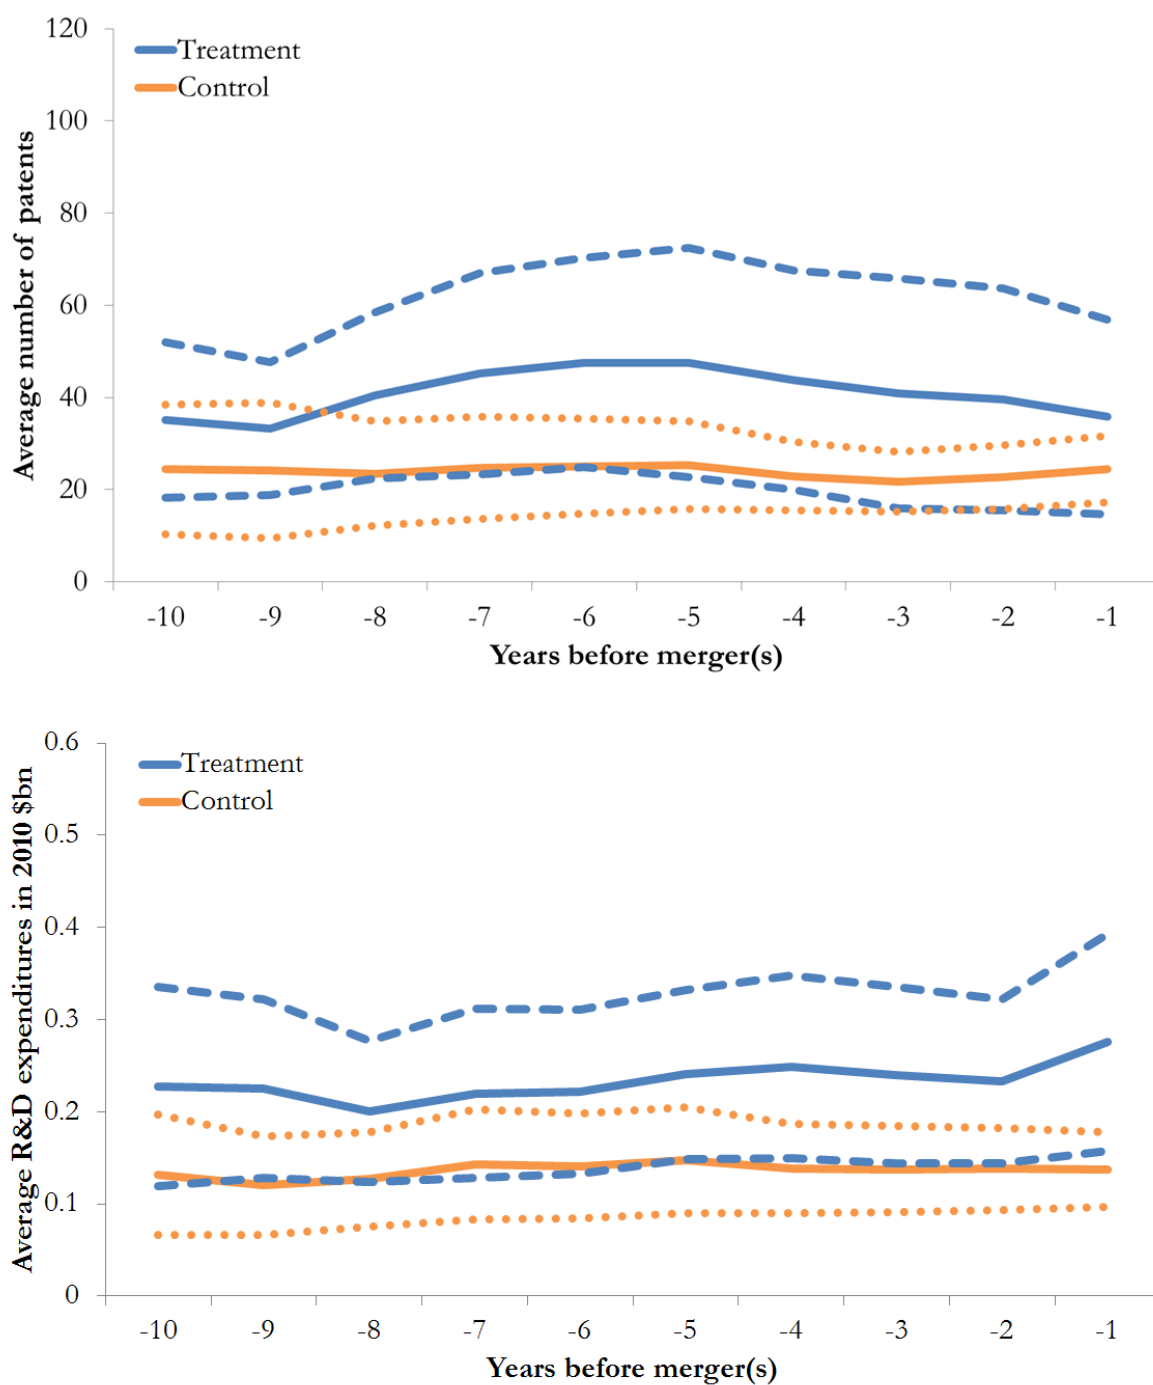 120
100
80
60
40
20
0
Average number of patents
Treatment
Control
-10 -9 -8 -7 -6 -5 -4 -3 -2 -1
Years before merger(s)
0.6
0.5
0.4
0.3
0.2
0.1
0
Average R&D expenditures in 2010 $bn
Treatment
Control
-10 -9 -8 -7 -6 -5 -4 -3 -2 -1
Years before merger(s)